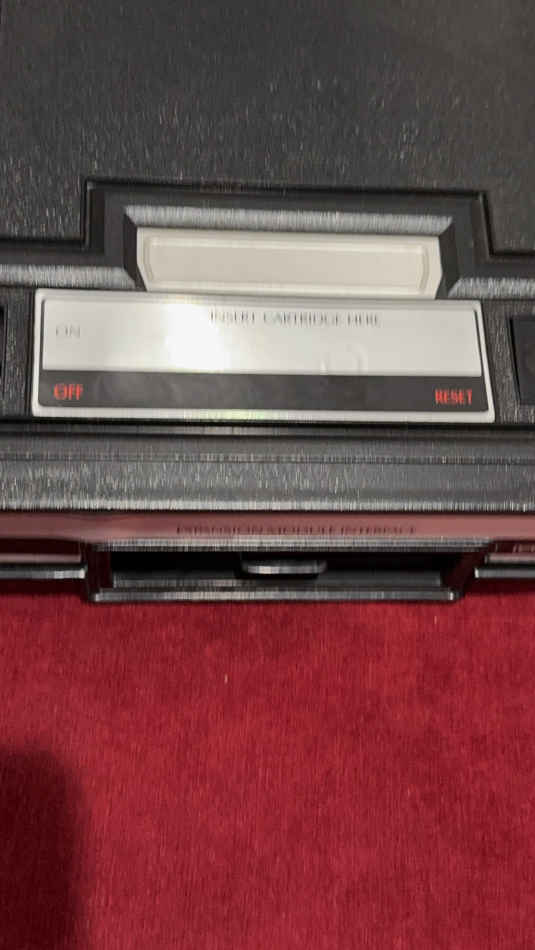 INSERT CARTRIDGE HERE
ON
OFF
RESET
EXPANSION MODULE INTERFACE